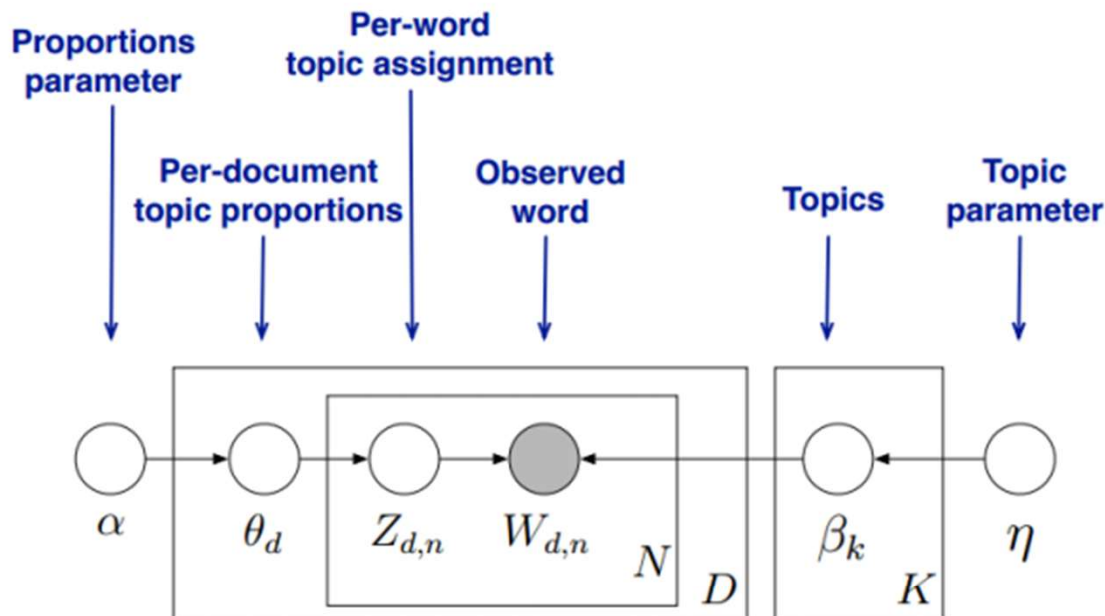 Proportions
parameter
Per-word
topic assignment
Per-document
topic proportions
Observed
word
Topics
Topic
parameter
α
θd
Zd,n
Wd,n
N
D
βk
K
η